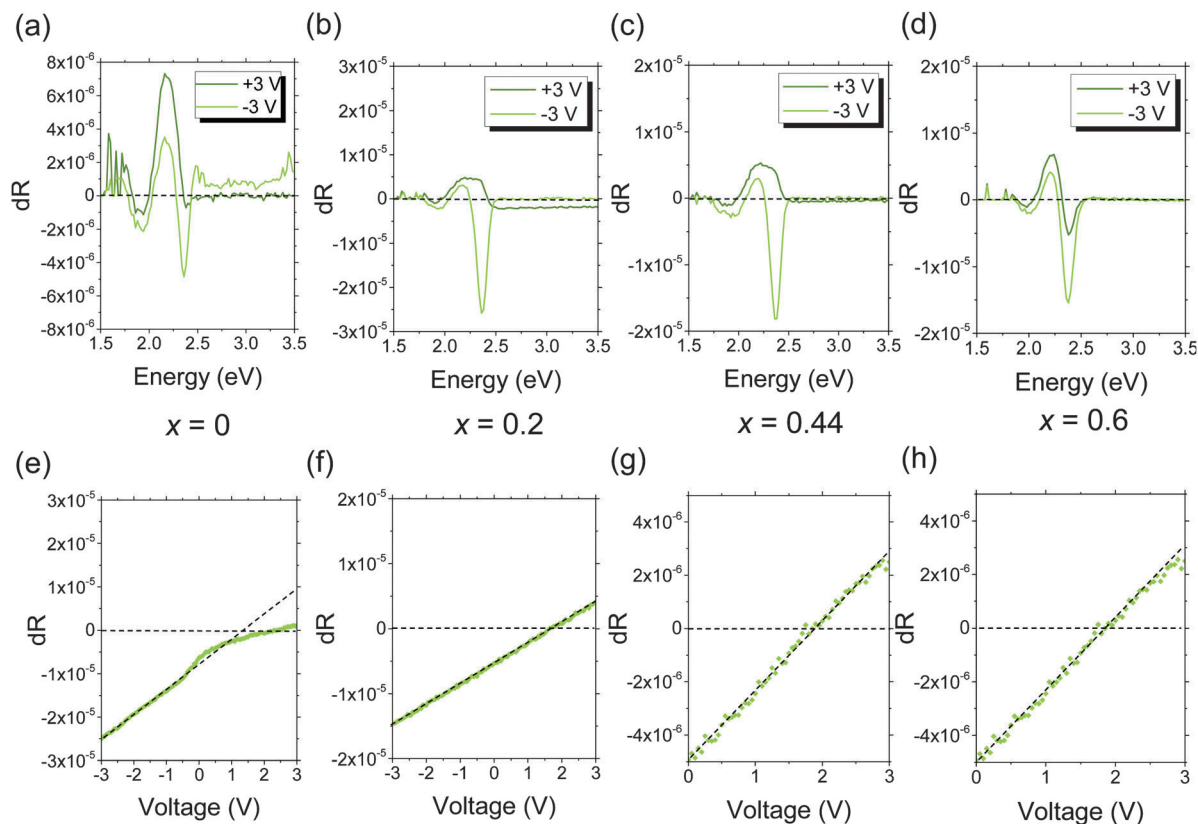 (a)
8x10⁻⁶
6x10⁻⁶
4x10⁻⁶
2x10⁻⁶
0
-2x10⁻⁶
-4x10⁻⁶
-6x10⁻⁶
-8x10⁻⁶
dR
+3 V
-3 V
1.5 2.0 2.5 3.0 3.5
Energy (eV)
x = 0
(b)
3x10⁻⁵
2x10⁻⁵
1x10⁻⁵
0
-1x10⁻⁵
-2x10⁻⁵
-3x10⁻⁵
dR
+3 V
-3 V
1.5 2.0 2.5 3.0 3.5
Energy (eV)
x = 0.2
(c)
2x10⁻⁵
1x10⁻⁵
0
-1x10⁻⁵
-2x10⁻⁵
dR
+3 V
-3 V
1.5 2.0 2.5 3.0 3.5
Energy (eV)
x = 0.44
(d)
2x10⁻⁵
1x10⁻⁵
0
-1x10⁻⁵
-2x10⁻⁵
dR
+3 V
-3 V
1.5 2.0 2.5 3.0 3.5
Energy (eV)
x = 0.6
(e)
3x10⁻⁵
2x10⁻⁵
1x10⁻⁵
0
-1x10⁻⁵
-2x10⁻⁵
-3x10⁻⁵
dR
-3 -2 -1 0 1 2 3
Voltage (V)
(f)
2x10⁻⁵
1x10⁻⁵
0
-1x10⁻⁵
-2x10⁻⁵
dR
-3 -2 -1 0 1 2 3
Voltage (V)
(g)
4x10⁻⁶
2x10⁻⁶
0
-2x10⁻⁶
-4x10⁻⁶
dR
0 1 2 3
Voltage (V)
(h)
4x10⁻⁶
2x10⁻⁶
0
-2x10⁻⁶
-4x10⁻⁶
dR
0 1 2 3
Voltage (V)